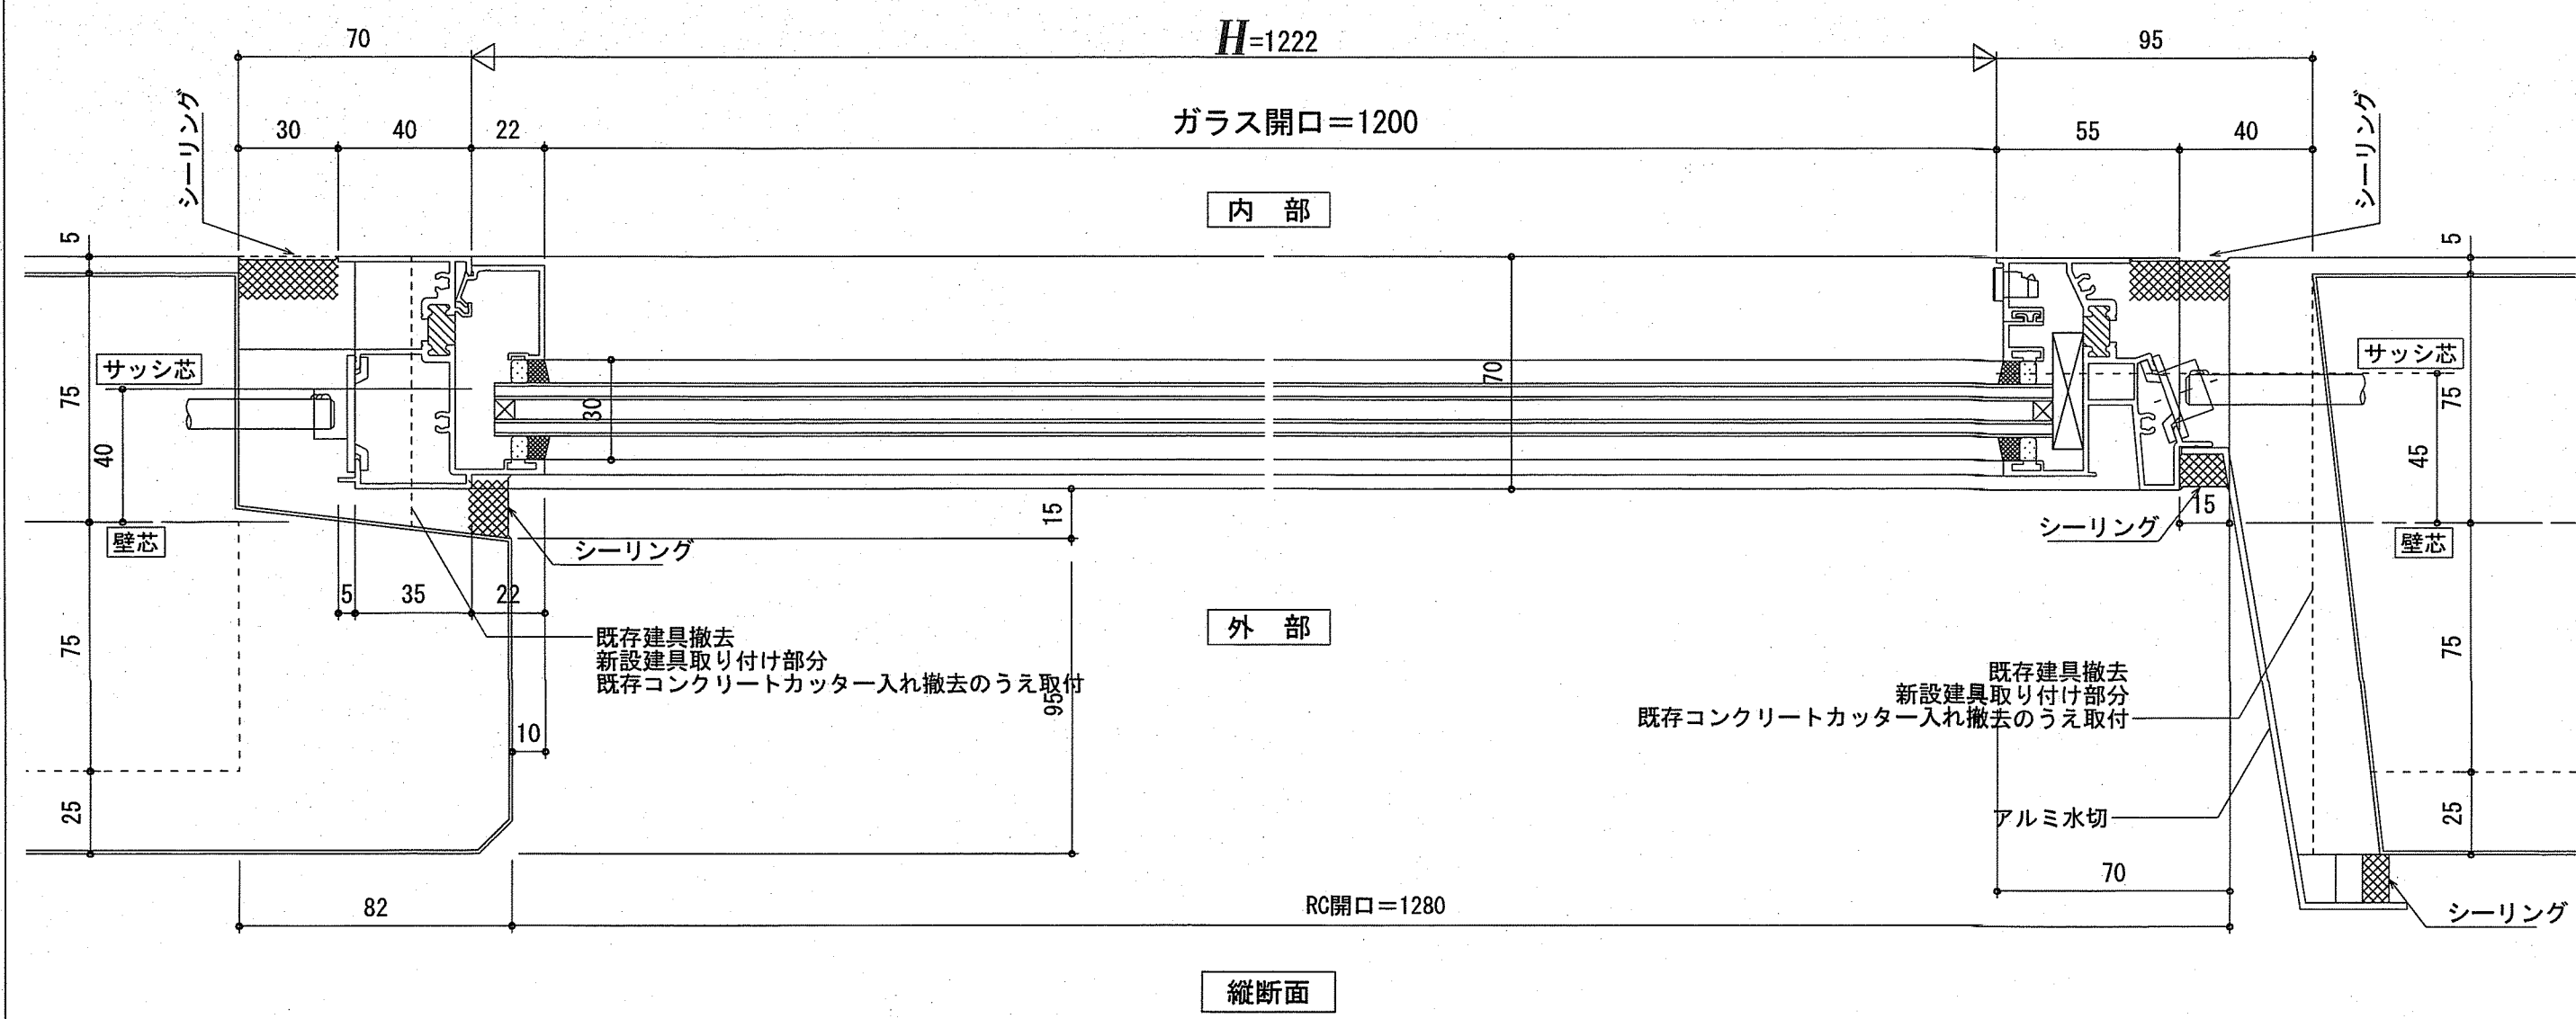 70
H=1222
95
シーリング
30
40
22
ガラス開口=1200
55
40
シーリング
内 部
5
5
サッシ芯
75
40
壁芯
30
70
サッシ芯
75
45
壁芯
15
シーリング
シーリング
15
5
35
22
外 部
75
既存建具撤去
新設建具取り付け部分
既存コンクリートカッター入れ撤去のうえ取付
95
10
既存建具撤去
新設建具取り付け部分
既存コンクリートカッター入れ撤去のうえ取付
75
25
アルミ水切
25
70
82
RC開口=1280
シーリング
縦断面